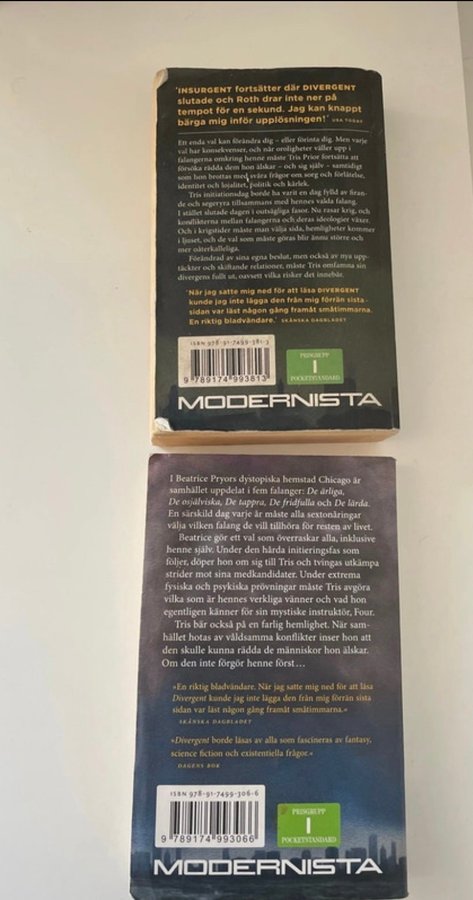 'INSURGENT fortsätter där DIVERGENT
slutade och Roth drar inte ner på
tempot för en sekund. Jag kan knappt
bärga mig inför upplösningen!' USA TODAY
Ett enda val kan förändra dig – eller förinta dig. Men varje
val har konsekvenser, och när oroligheter väller upp i
falangerna omkring henne måste Tris Prior fortsätta att
försöka rädda dem hon älskar – och sig själv – samtidigt
som hon brottas med svåra frågor om sorg och förlåtelse,
identitet och lojalitet, politik och kärlek.
Tris initieringsdag borde ha varit en dag fylld av firan-
de och segeryra tillsammans med hennes valda falang.
I stället slutade dagen i outsägliga fasor. Nu rasar krig, och
konflikterna mellan falangerna och deras ideologier växer.
Och i krigstider måste man välja sida, hemligheter kommer
i ljuset, och de val som måste göras blir ännu större och
mer oåterkalleliga.
Förändrad av sina egna beslut, men också av nya upp-
täckter och skiftande relationer, måste Tris omfamna sin
divergens fullt ut, oavsett vilka risker det innebär.
'När jag satte mig ned för att läsa DIVERGENT
kunde jag inte lägga den från mig förrän sista
sidan var läst någon gång framåt småtimmarna.
En riktig bladvändare.' SKÅNSKA DAGBLADET
ISBN 978-91-7499-381-3
9 789174 993813
PRISGRUPP
1
POCKETSTANDARD
MODERNISTA
I Beatrice Pryors dystopiska hemstad Chicago är
samhället uppdelat i fem falanger: De ärliga,
De osjälviska, De tappra, De fridfulla och De lärda.
En särskild dag varje år måste alla sextonåringar
välja vilken falang de vill tillhöra för resten av livet.
Beatrice gör ett val som överraskar alla, inklusive
henne själv. Under den hårda initieringsfas som
följer, döper hon om sig till Tris och tvingas utkämpa
strider mot sina medkandidater. Under extrema
fysiska och psykiska prövningar måste Tris avgöra
vilka som är hennes verkliga vänner och vad hon
egentligen känner för sin mystiske instruktör, Four.
Tris bär också på en farlig hemlighet. När sam-
hället hotas av våldsamma konflikter inser hon att
den skulle kunna rädda de människor hon älskar.
Om den inte förgör henne först …
»En riktig bladvändare. När jag satte mig ned för att läsa
Divergent kunde jag inte lägga den från mig förrän sista
sidan var läst någon gång framåt småtimmarna.«
SKÅNSKA DAGBLADET
»Divergent borde läsas av alla som fascineras av fantasy,
science fiction och existentiella frågor.«
DAGENS BOK
ISBN 978-91-7499-306-6
9 789174 993066
PRISGRUPP
1
POCKETSTANDARD
MODERNISTA